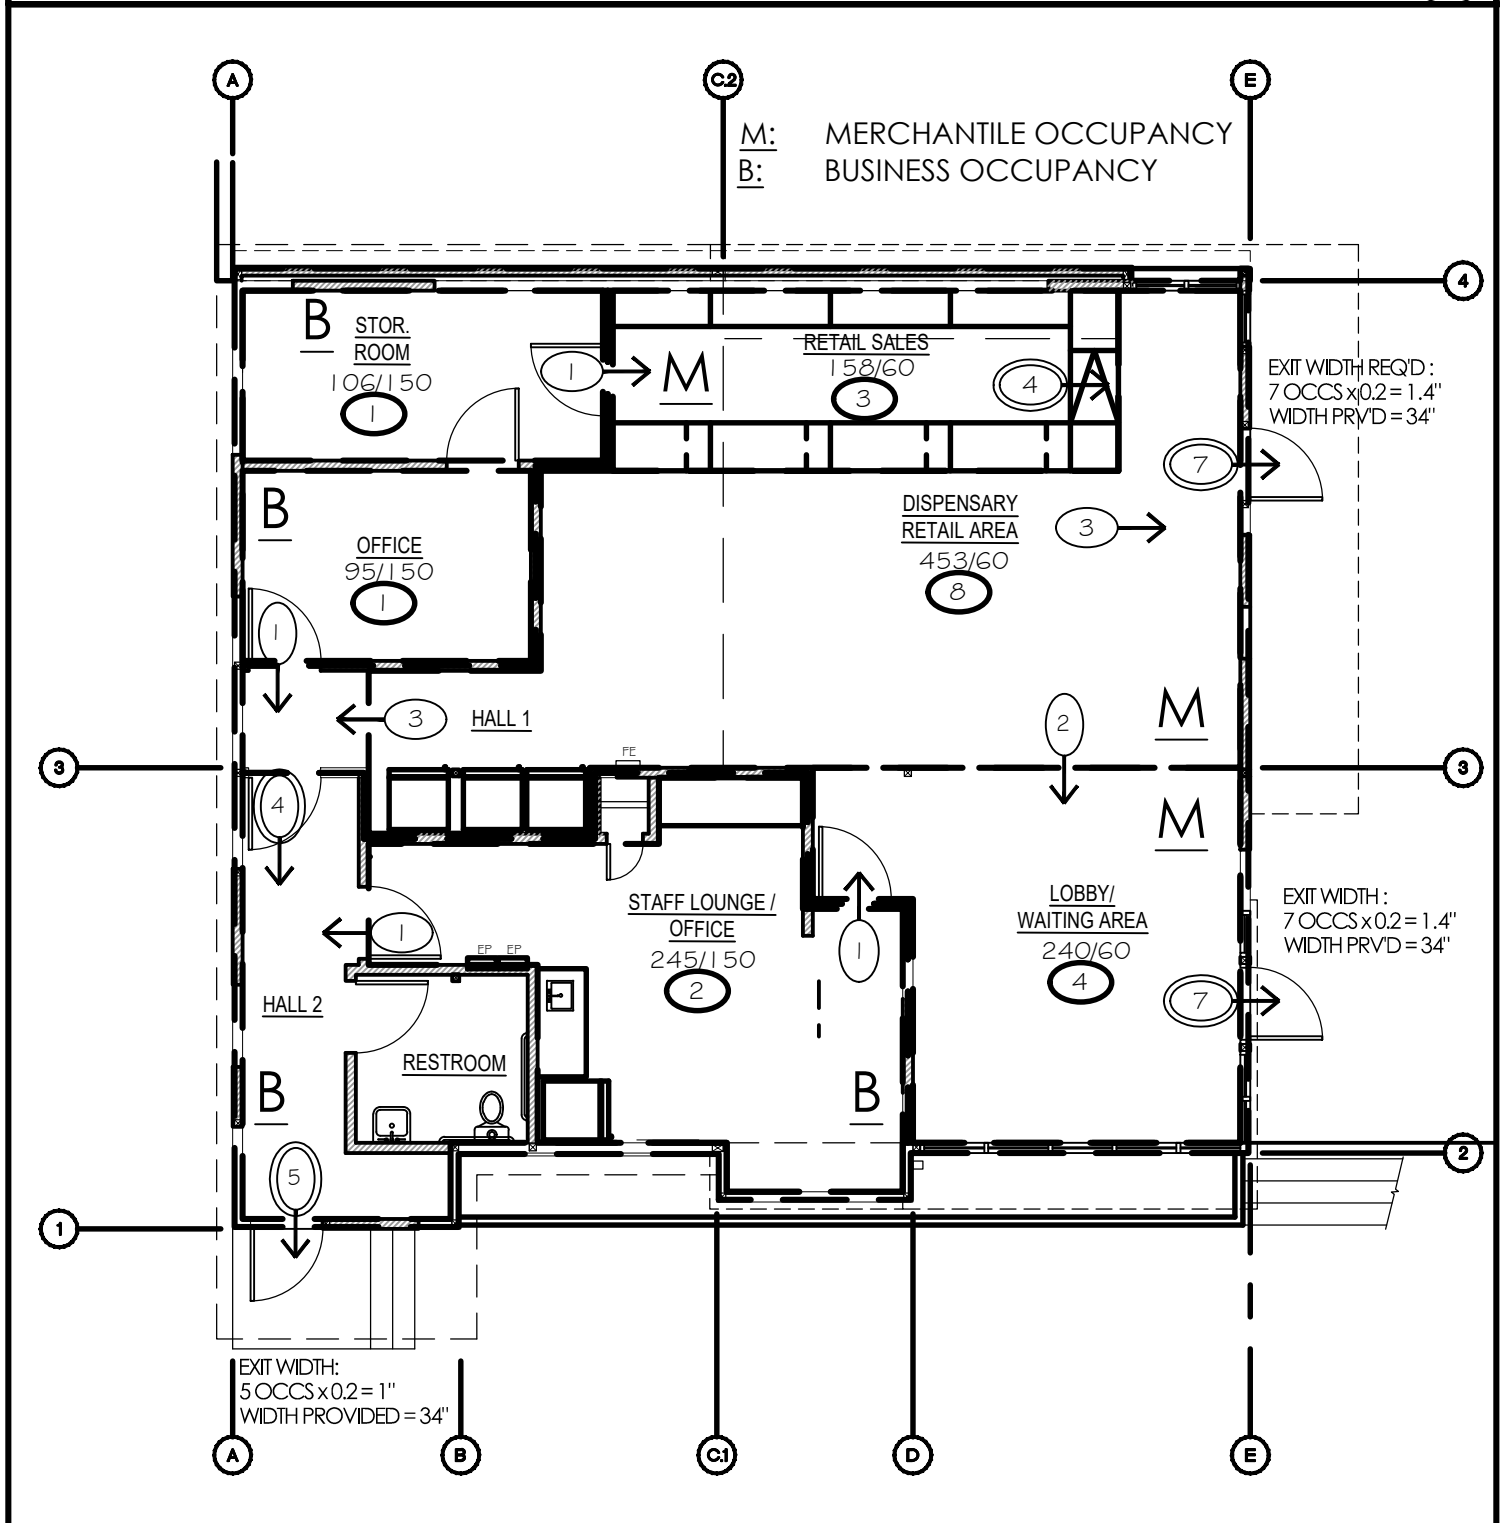 A
C.2
E
M: MERCHANTILE OCCUPANCY
B: BUSINESS OCCUPANCY
4
B
STOR.
ROOM
106/150
1
1
M
RETAIL SALES
158/60
3
4
A
EXIT WIDTH REQ'D :
7 OCCS x 0.2 = 1.4"
WIDTH PRV'D = 34"
7
B
OFFICE
95/150
1
1
DISPENSARY
RETAIL AREA
453/60
8
3
3
HALL 1
2
M
FE
3
3
4
M
STAFF LOUNGE /
OFFICE
245/150
2
1
1
EP EP
LOBBY/
WAITING AREA
240/60
4
EXIT WIDTH :
7 OCCS x 0.2 = 1.4"
WIDTH PRV'D = 34"
7
HALL 2
RESTROOM
B
B
5
2
1
EXIT WIDTH:
5 OCCS x 0.2 = 1"
WIDTH PROVIDED = 34"
A
B
C.1
D
E